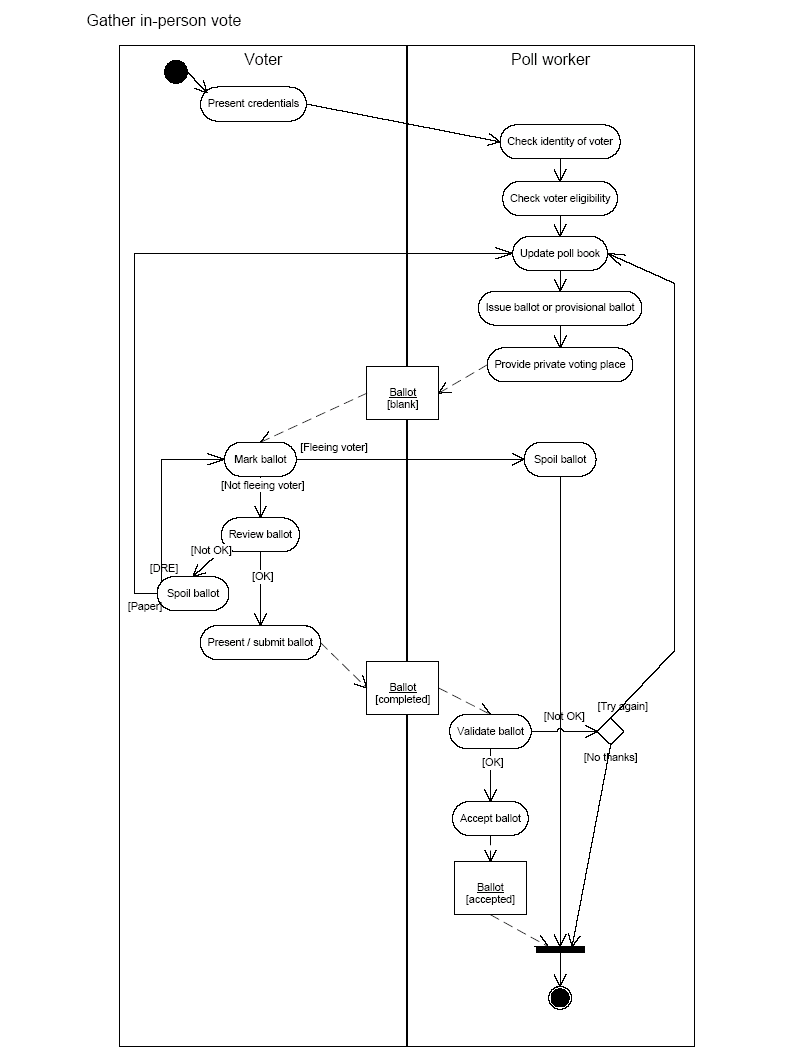 Gather in-person vote
Voter
Poll worker
Present credentials
Check identity of voter
Check voter eligibility
Update poll book
Issue ballot or provisional ballot
Provide private voting place
Ballot
[blank]
[Fleeing voter]
Mark ballot
Spoil ballot
[Not fleeing voter]
Review ballot
[Not OK]
[DRE]
[OK]
Spoil ballot
[Paper]
Present / submit ballot
Ballot
[completed]
[Try again]
[Not OK]
Validate ballot
[No thanks]
[OK]
Accept ballot
Ballot
[accepted]